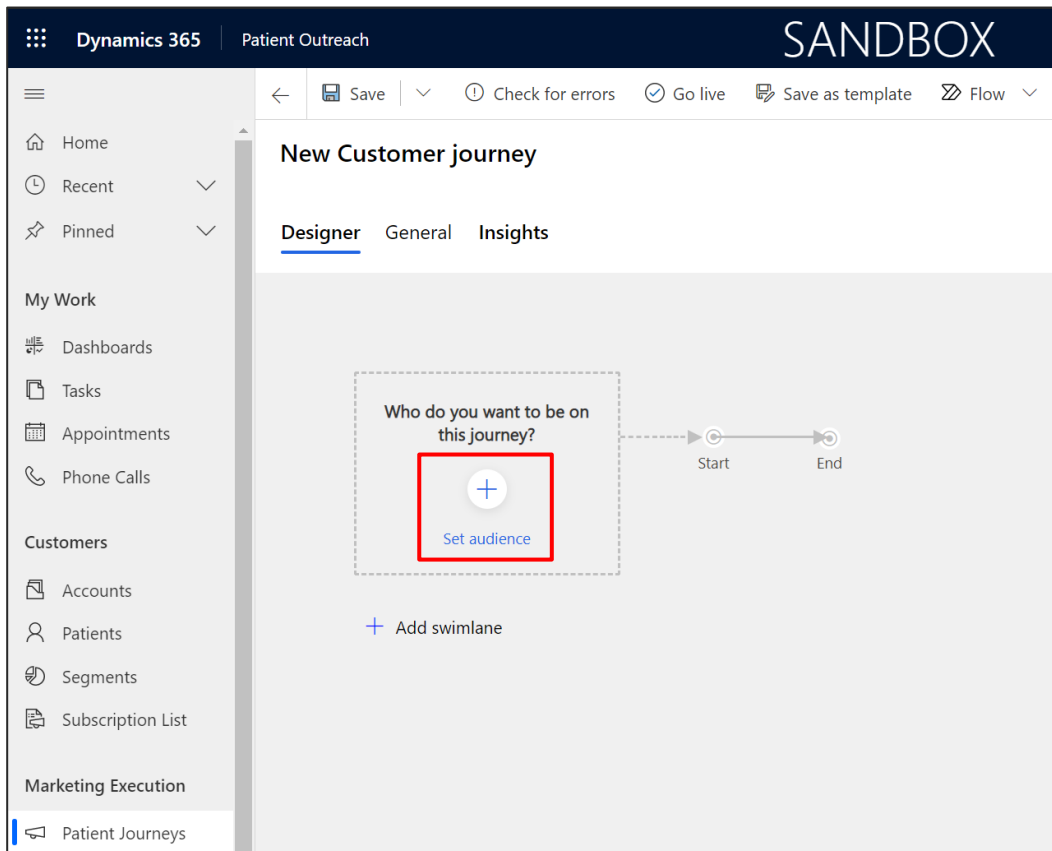 Dynamics 365
Patient Outreach
SANDBOX
Save
Check for errors
Go live
Save as template
Flow
Home
Recent
Pinned
My Work
Dashboards
Tasks
Appointments
Phone Calls
Customers
Accounts
Patients
Segments
Subscription List
Marketing Execution
Patient Journeys
New Customer journey
Designer
General
Insights
Who do you want to be on
this journey?
Set audience
Start
End
Add swimlane